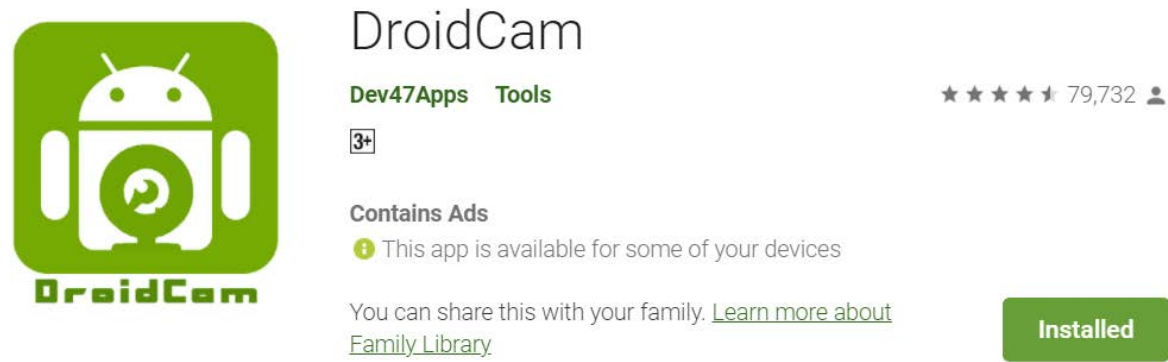 DroidCam
Dev47Apps Tools
79,732
3+
Contains Ads
This app is available for some of your devices
DroidCam
You can share this with your family. Learn more about
Family Library
Installed